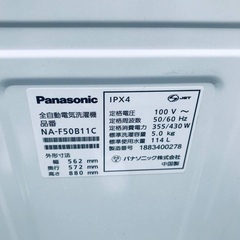 Panasonic
全自動電気洗濯機
品番
NA-F50B11C
外形寸法
幅 562 mm
奥行 572 mm
高さ 880 mm
IPX4
JET
定格電圧 100 V ~
定格周波数 50/60 Hz
定格消費電力 355/430 W
標準洗濯容量 5.0 kg
標準使用水量 114 L
製造番号 1883400278
パナソニック株式会社
中国製